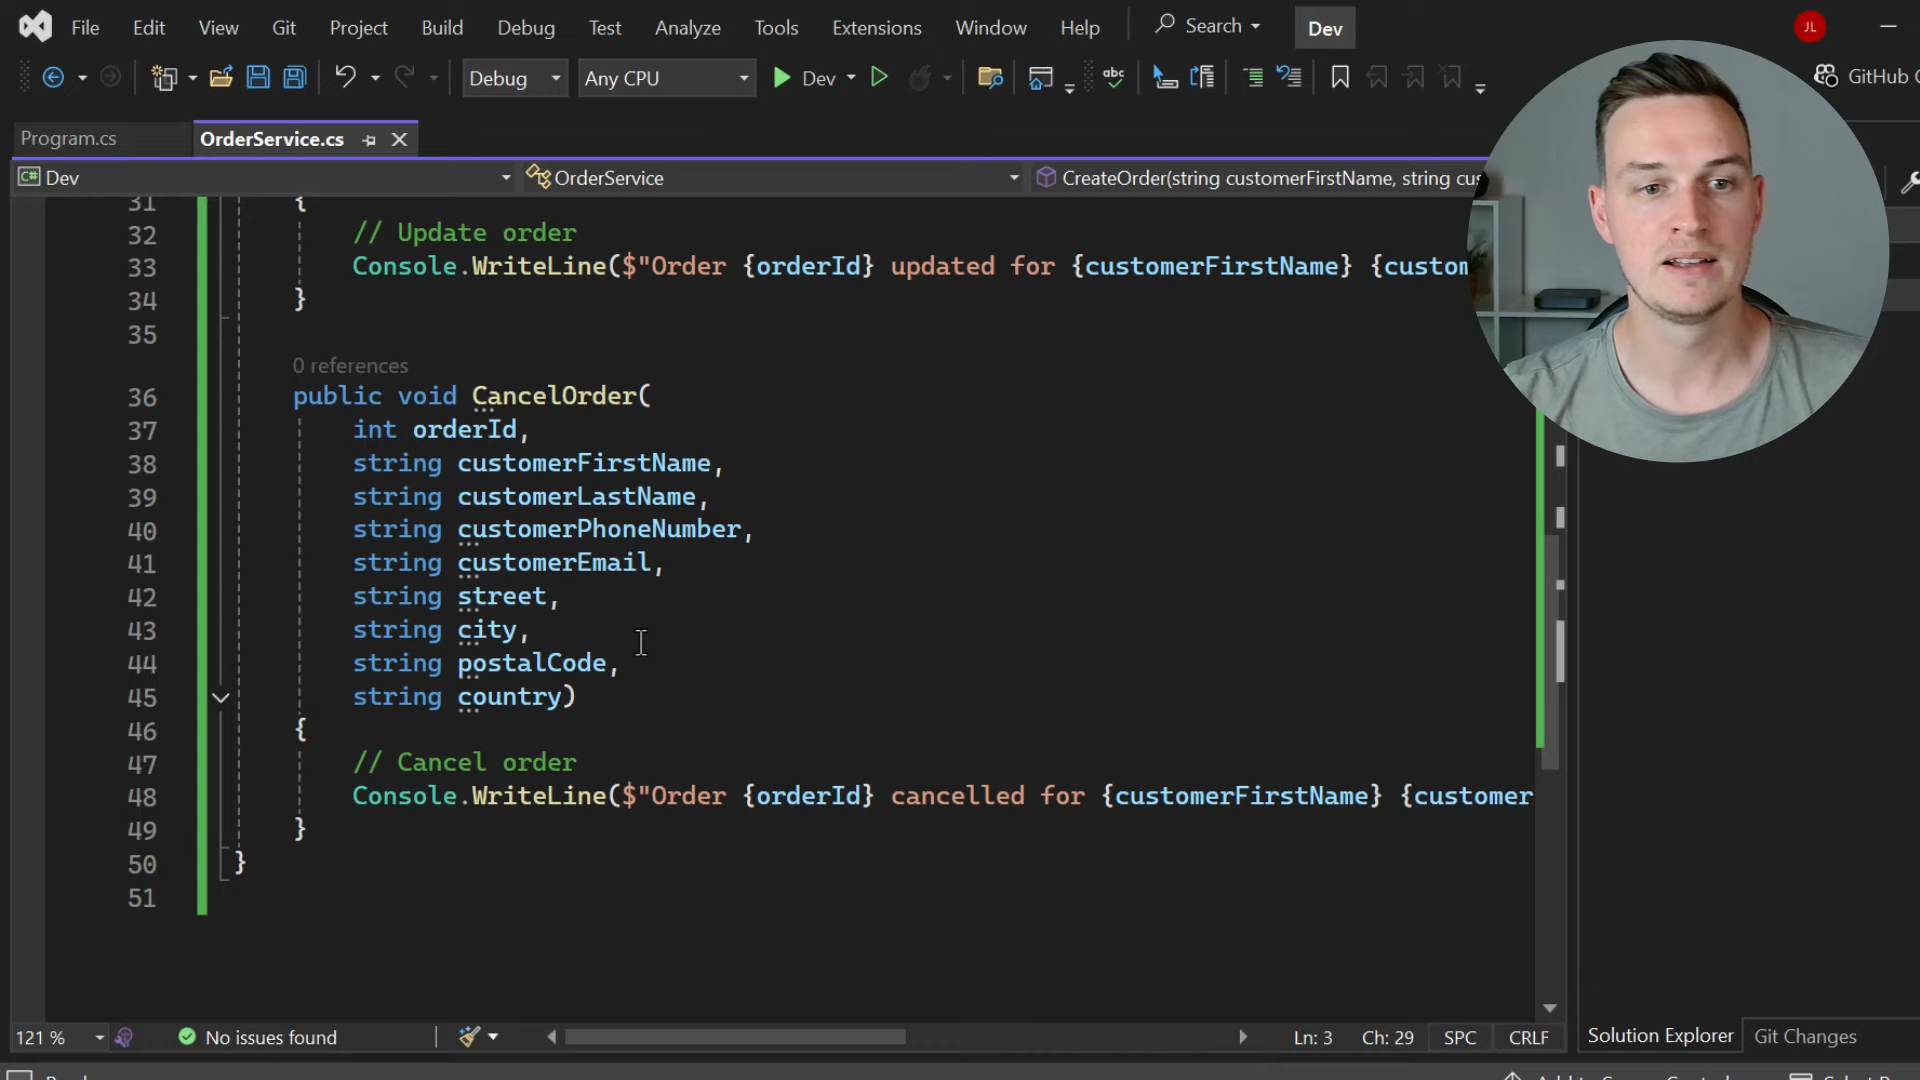 File Edit View Git Project Build Debug Test Tools Analyze Extensions Window Help Search Dev JL
Debug Any CPU Dev abc GitHub
Program.cs OrderService.cs
C# Dev OrderService CreateOrder(string customerFirstName, string cus
31 {
32 // Update order
33 Console.WriteLine($"Order {orderId} updated for {customerFirstName} {custom
34 }
35
0 references
36 public void CancelOrder(
37 int orderId,
38 string customerFirstName,
39 string customerLastName,
40 string customerPhoneNumber,
41 string customerEmail,
42 string street,
43 string city,
44 string postalCode,
45 string country)
46 {
47 // Cancel order
48 Console.WriteLine($"Order {orderId} cancelled for {customerFirstName} {customer
49 }
50 }
51
121 % No issues found Ln: 3 Ch: 29 SPC CRLF Solution Explorer Git Changes